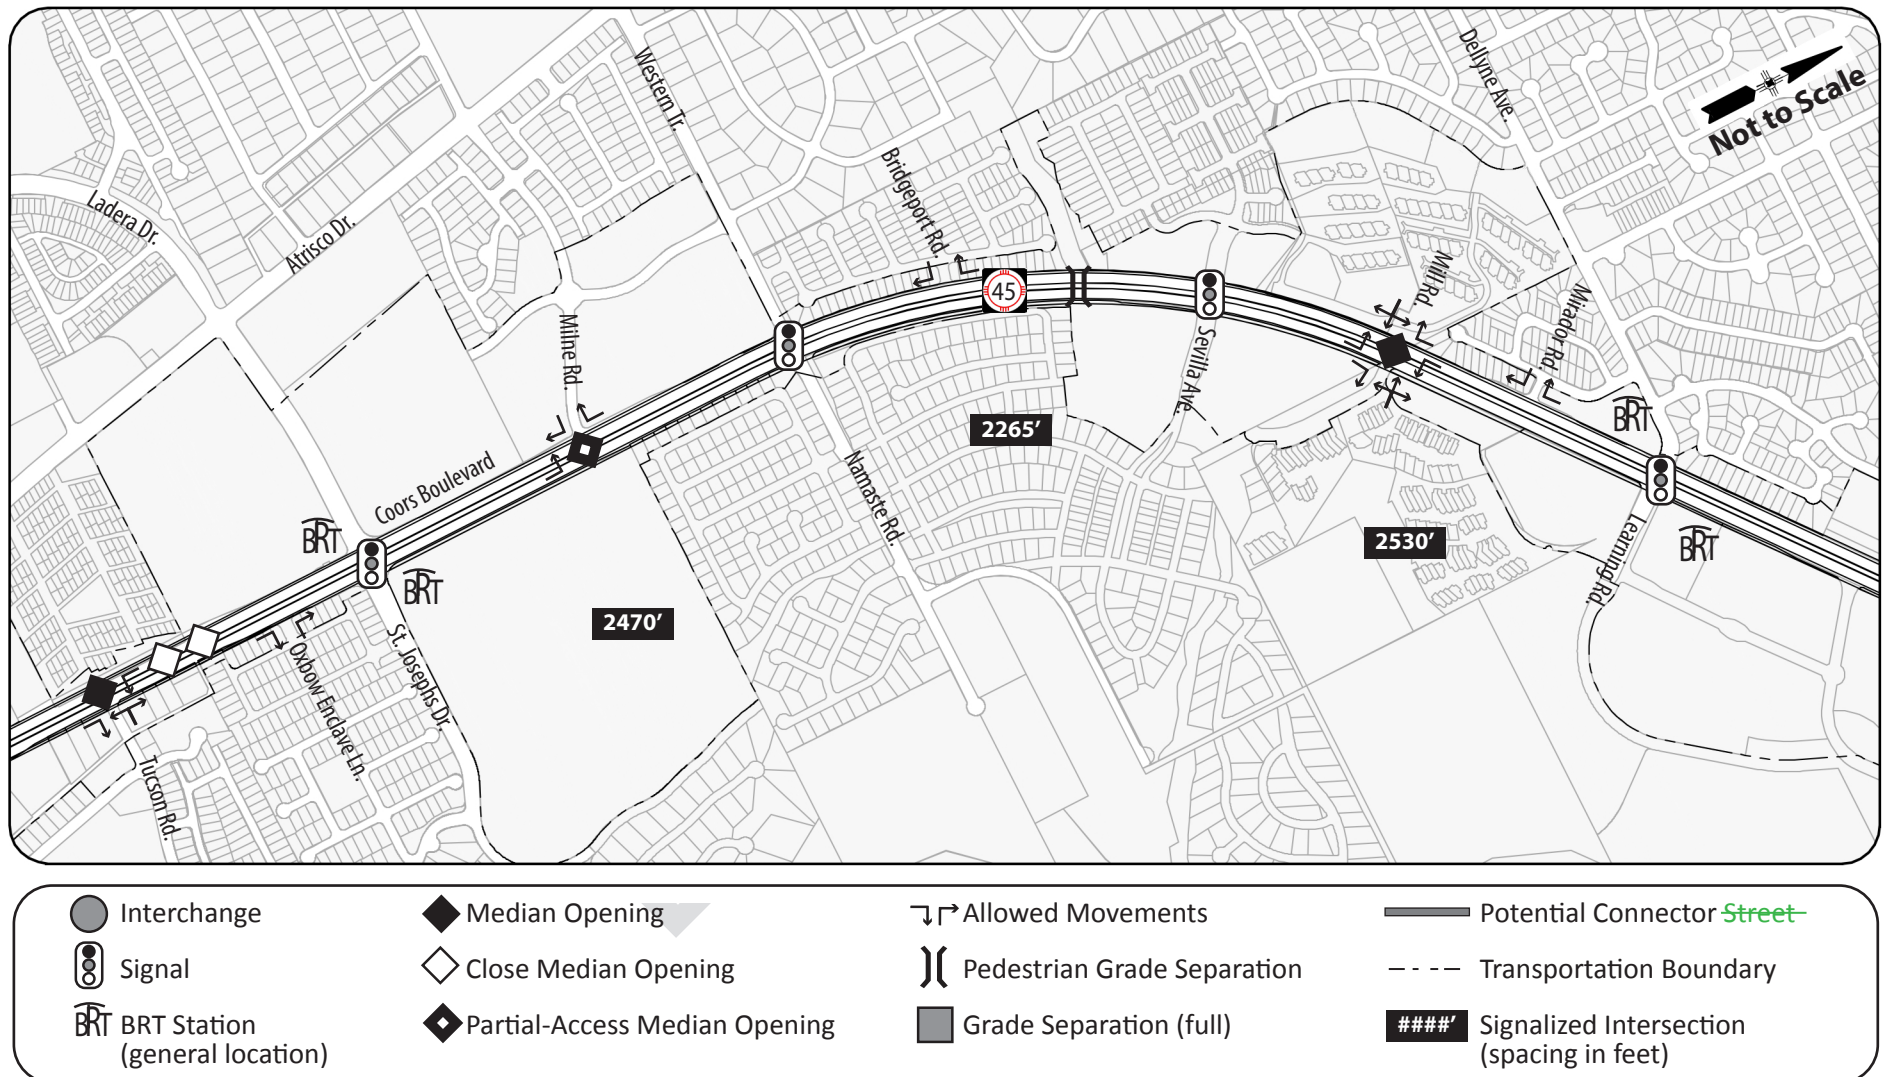 Western Tr.
Dellyne Ave.
Not to Scale
Bridgeport Rd.
Ladera Dr.
Atrisco Dr.
45
Mill Rd.
Mirador Rd.
Milne Rd.
Sevilla Ave.
BRT
2265’
Coors Boulevard
Namaste Rd.
BRT
2530’
Learning Rd.
BRT
BRT
2470’
St. Josephs Dr.
Oxbow Enclave Ln.
Tucson Rd.
Interchange
Median Opening
Allowed Movements
Potential Connector Street
Signal
Close Median Opening
Pedestrian Grade Separation
Transportation Boundary
BRT BRT Station
(general location)
Partial-Access Median Opening
Grade Separation (full)
####’ Signalized Intersection
(spacing in feet)